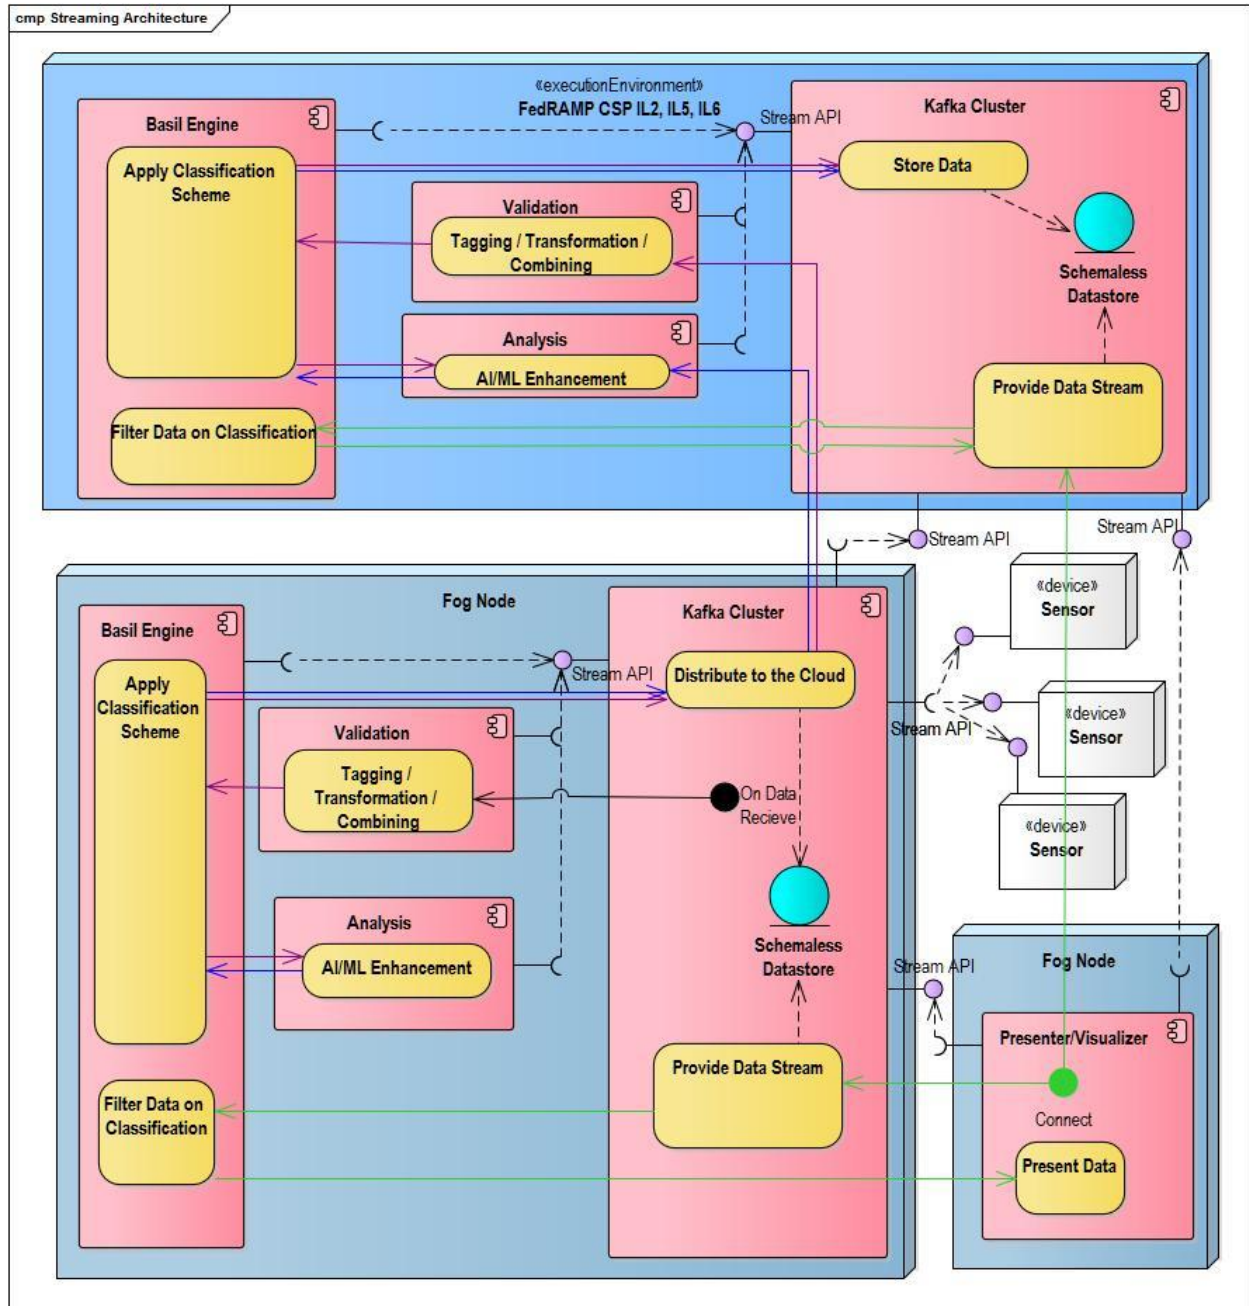 cmp Streaming Architecture
«executionEnvironment»
FedRAMP CSP IL2, IL5, IL6
Basil Engine
Apply Classification
Scheme
Filter Data on Classification
Validation
Tagging / Transformation /
Combining
Analysis
AI/ML Enhancement
Stream API
Kafka Cluster
Store Data
Schemaless
Datastore
Provide Data Stream
Stream API
Stream API
Fog Node
Basil Engine
Apply
Classification
Scheme
Filter Data on
Classification
Validation
Tagging /
Transformation /
Combining
Analysis
AI/ML Enhancement
Stream API
Kafka Cluster
Distribute to the Cloud
On Data
Recieve
Schemaless
Datastore
Provide Data Stream
Stream API
«device»
Sensor
«device»
Sensor
«device»
Sensor
Stream API
Fog Node
Presenter/Visualizer
Connect
Present Data